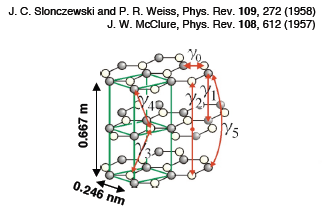 J. C. Slonczewski and P. R. Weiss, Phys. Rev. 109, 272 (1958)
J. W. McClure, Phys. Rev. 108, 612 (1957)
γ0
γ4 γ2 γ1
γ5
γ3
0.667 m
0.246 nm